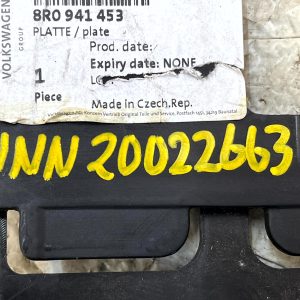 VOLKSWAGEN
GROUP
8R0 941 453
PLATTE / plate
Prod. date:
Expiry date: NONE
1
Piece
Made in Czech,Rep.
INN 20022663